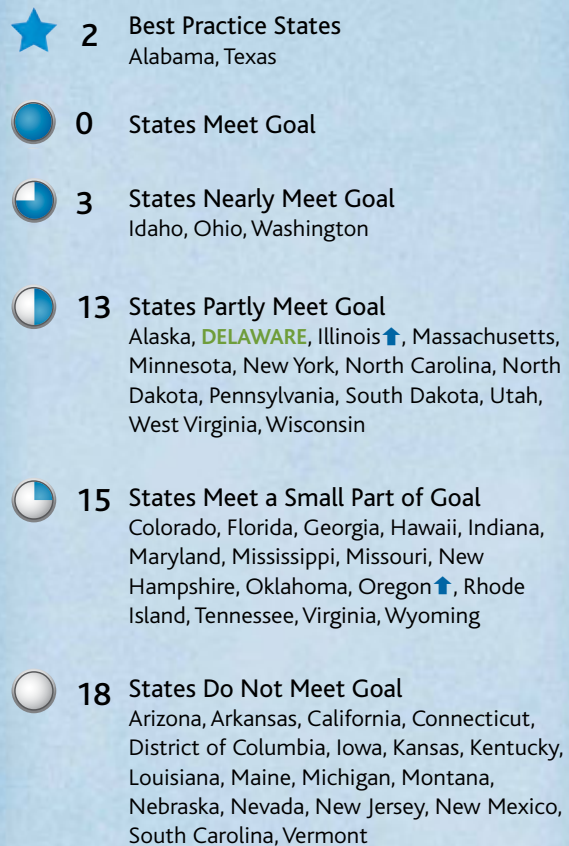 2 Best Practice States
Alabama, Texas
0 States Meet Goal
3 States Nearly Meet Goal
Idaho, Ohio, Washington
13 States Partly Meet Goal
Alaska, DELAWARE, Illinois⬆, Massachusetts,
Minnesota, New York, North Carolina, North
Dakota, Pennsylvania, South Dakota, Utah,
West Virginia, Wisconsin
15 States Meet a Small Part of Goal
Colorado, Florida, Georgia, Hawaii, Indiana,
Maryland, Mississippi, Missouri, New
Hampshire, Oklahoma, Oregon⬆, Rhode
Island, Tennessee, Virginia, Wyoming
18 States Do Not Meet Goal
Arizona, Arkansas, California, Connecticut,
District of Columbia, Iowa, Kansas, Kentucky,
Louisiana, Maine, Michigan, Montana,
Nebraska, Nevada, New Jersey, New Mexico,
South Carolina, Vermont